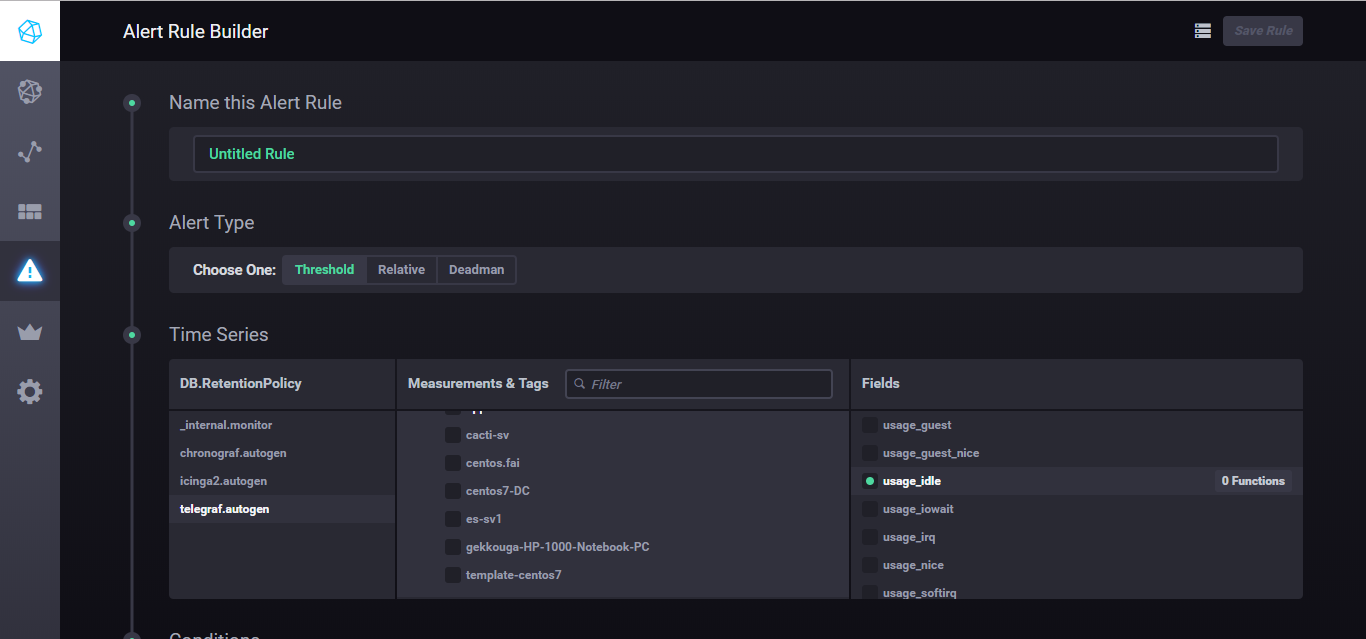 Alert Rule Builder
Save Rule
Name this Alert Rule
Untitled Rule
Alert Type
Choose One: Threshold Relative Deadman
Time Series
DB.RetentionPolicy
_internal.monitor
chronograf.autogen
icinga2.autogen
telegraf.autogen
Measurements & Tags Filter
cacti-sv
centos.fai
centos7-DC
es-sv1
gekkouga-HP-1000-Notebook-PC
template-centos7
Fields
usage_guest
usage_guest_nice
usage_idle 0 Functions
usage_iowait
usage_irq
usage_nice
usage_softirq
Conditions